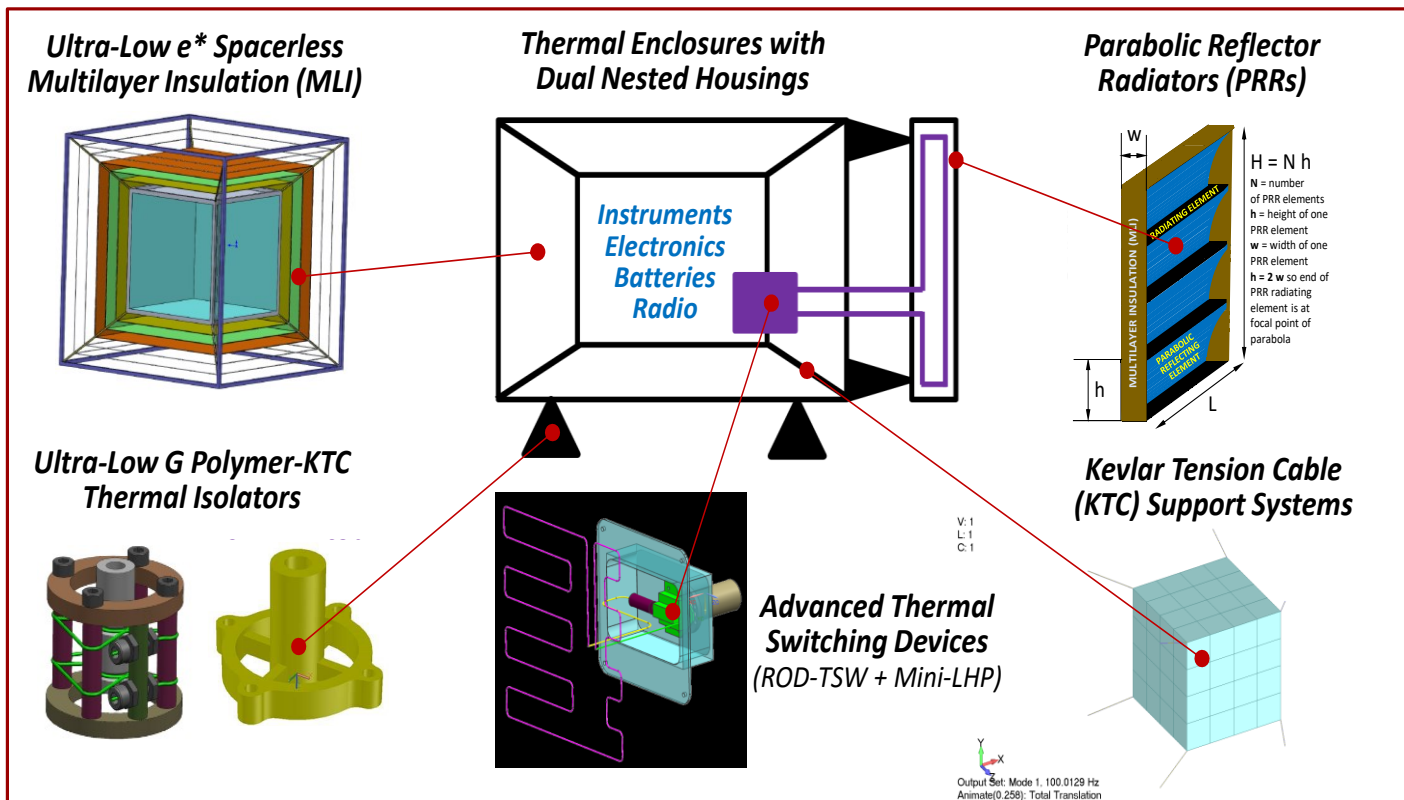 Ultra-Low e* Spacerless
Multilayer Insulation (MLI)
Thermal Enclosures with
Dual Nested Housings
Parabolic Reflector
Radiators (PRRs)
Instruments
Electronics
Batteries
Radio
w
H = N h
N = number
of PRR elements
h = height of one
PRR element
w = width of one
PRR element
h = 2 w so end of
PRR radiating
element is at
focal point of
parabola
MULTILAYER INSULATION (MLI)
RADIATING ELEMENT
PARABOLIC
REFLECTING
ELEMENT
h
L
Ultra-Low G Polymer-KTC
Thermal Isolators
V: 1
L: 1
C: 1
Advanced Thermal
Switching Devices
(ROD-TSW + Mini-LHP)
Kevlar Tension Cable
(KTC) Support Systems
Y
X
Z
Output Set: Mode 1, 100.0129 Hz
Animate(0.258): Total Translation